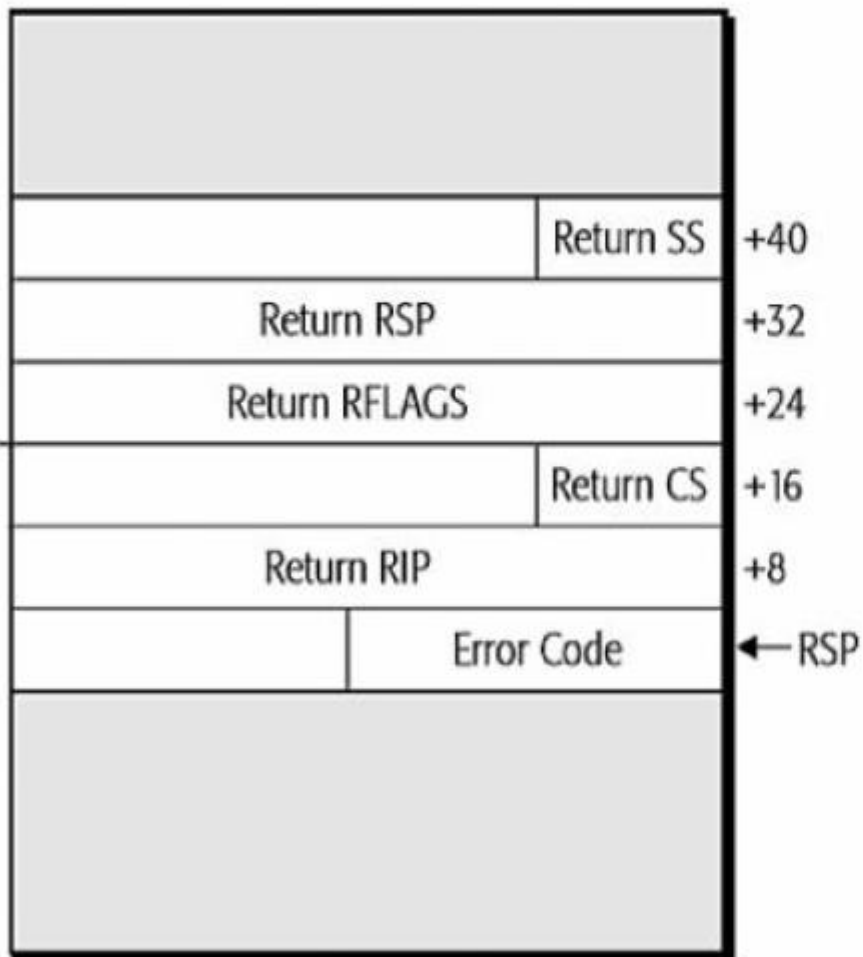 Return SS +40
Return RSP +32
Return RFLAGS +24
Return CS +16
Return RIP +8
Error Code RSP